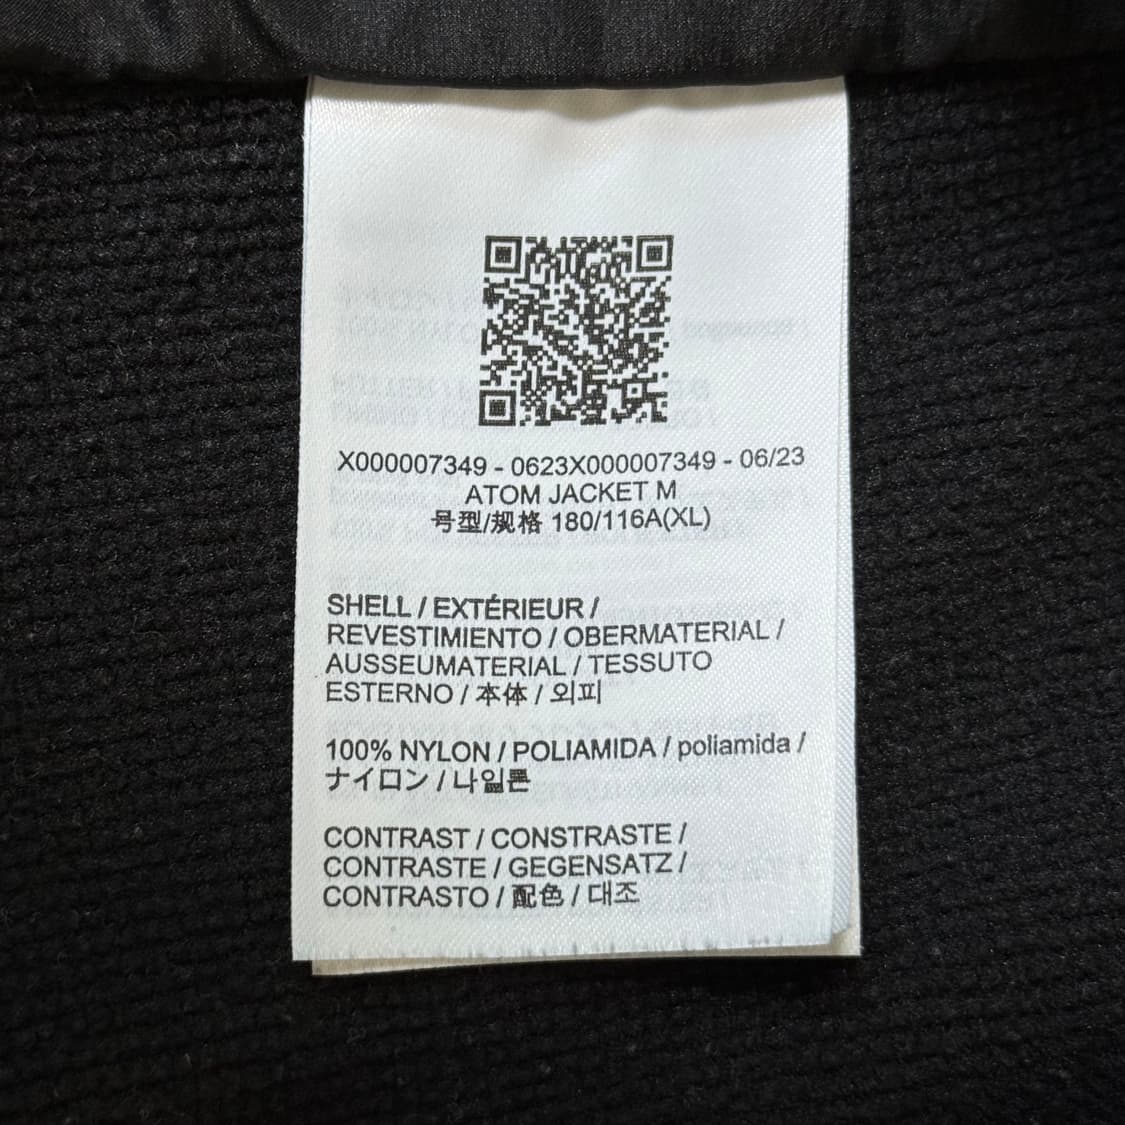 X000007349 - 0623X000007349 - 06/23
ATOM JACKET M
号型/规格 180/116A(XL)
SHELL / EXTÉRIEUR /
REVESTIMIENTO / OBERMATERIAL /
AUSSEUMATERIAL / TESSUTO
ESTERNO / 本体 / 외피
100% NYLON / POLIAMIDA / poliamida /
ナイロン / 나일론
CONTRAST / CONSTRASTE /
CONTRASTE / GEGENSATZ /
CONTRASTO / 配色 / 대조